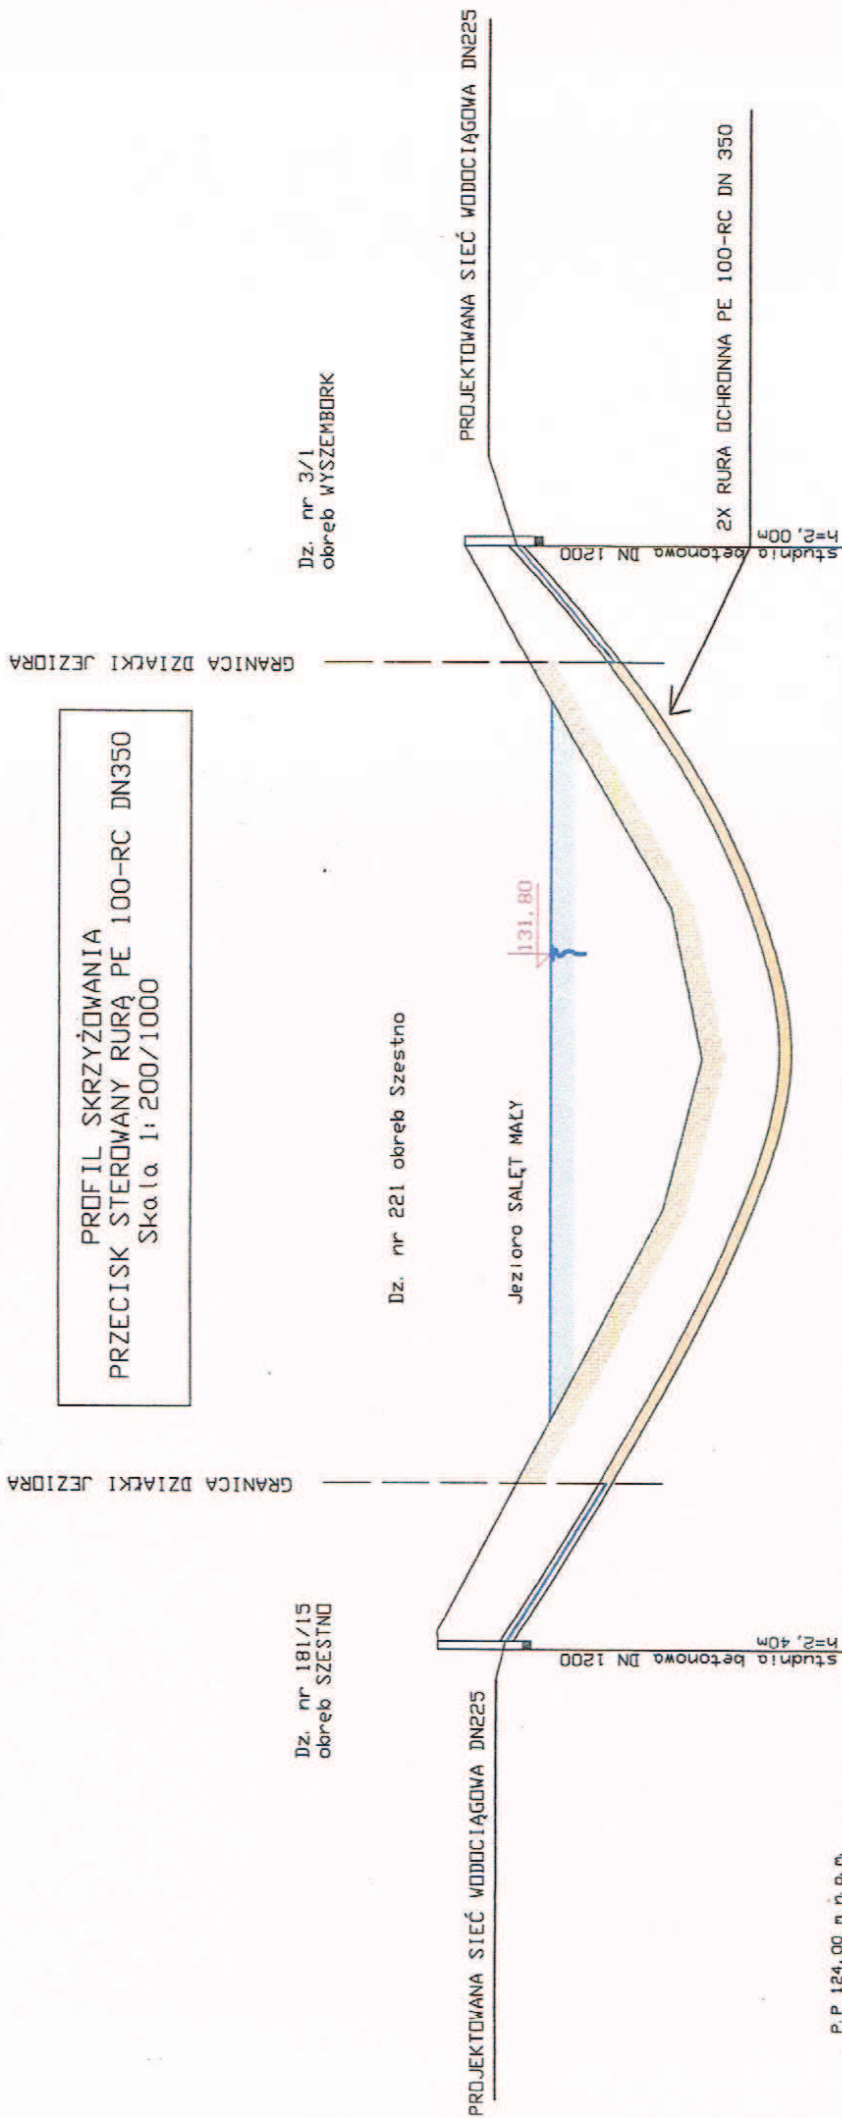 PROFIL SKRZYŻOWANIA
PRZECISK STEROWANY RURĄ PE 100-RC DN350
Skala 1:200/1000
GRANICA DZIAŁKI JEZIORA
GRANICA DZIAŁKI JEZIORA
Dz. nr 181/15
obręb SZESTNO
Dz. nr 221 obręb Szestno
Dz. nr 3/1
obręb WYSZEMBORK
Jezioro SALĘT MAŁY
131,80
PROJEKTOWANA SIEĆ WODOCIĄGOWA DN225
PROJEKTOWANA SIEĆ WODOCIĄGOWA DN225
studnia betonowa DN 1200
h=2,40m
studnia betonowa DN 1200
h=2,00m
2X RURA OCHRONNA PE 100-RC DN 350
P.P 124,00 m n.p.m.